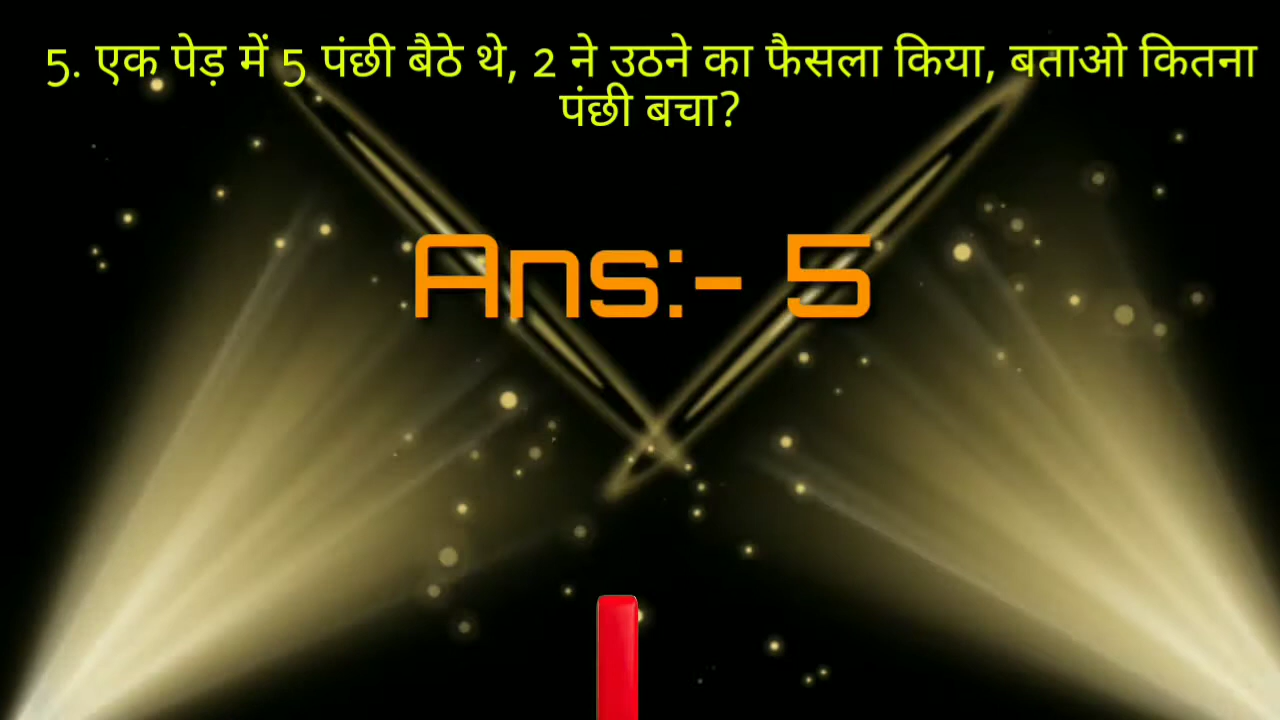 5. एक पेड़ में 5 पंछी बैठे थे, 2 ने उठने का फैसला किया, बताओ कितना
पंछी बचा?
Ans:- 5